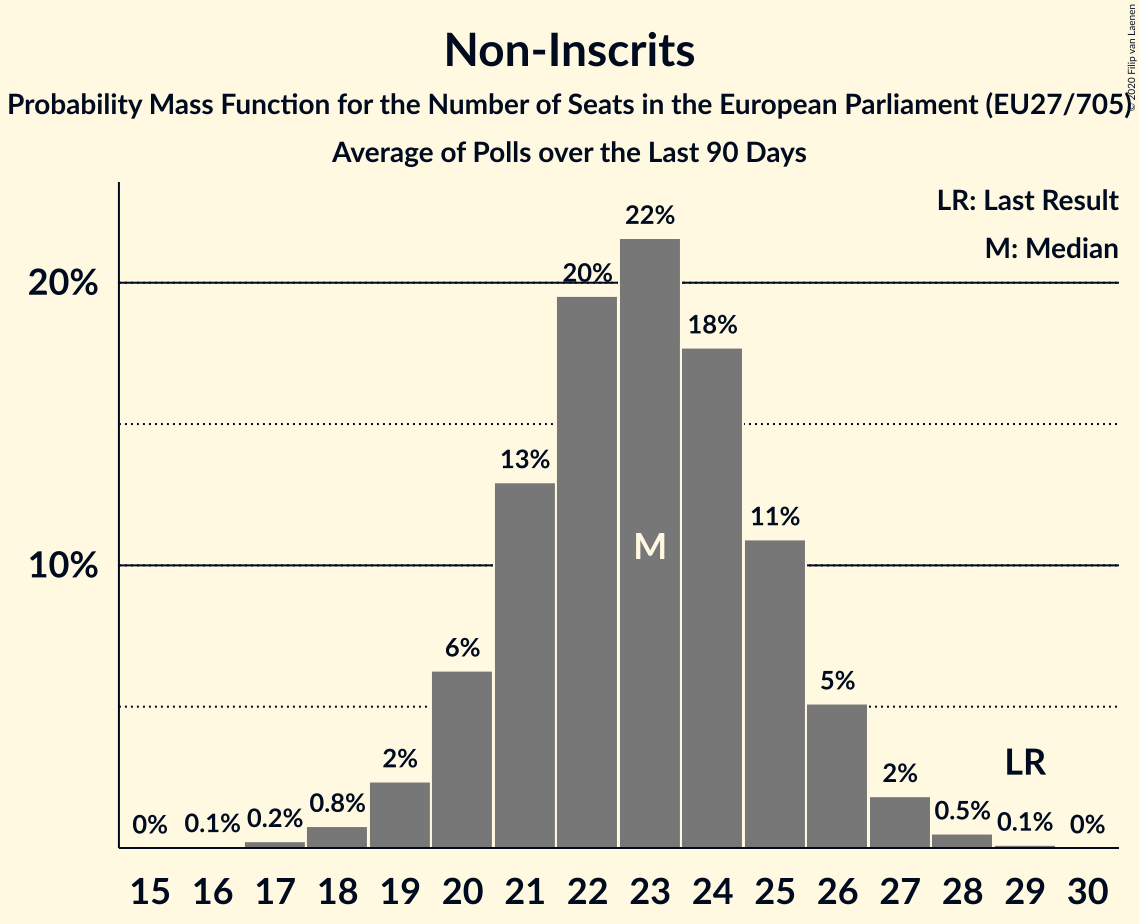 Non-Inscrits
Probability Mass Function for the Number of Seats in the European Parliament (EU27/705)
Average of Polls over the Last 90 Days
© 2020 Filip van Laenen
LR: Last Result
M: Median
20%
10%
0%
0.1%
0.2%
0.8%
2%
6%
13%
20%
22%
18%
11%
5%
2%
0.5%
0.1%
0%
M
LR
15 16 17 18 19 20 21 22 23 24 25 26 27 28 29 30